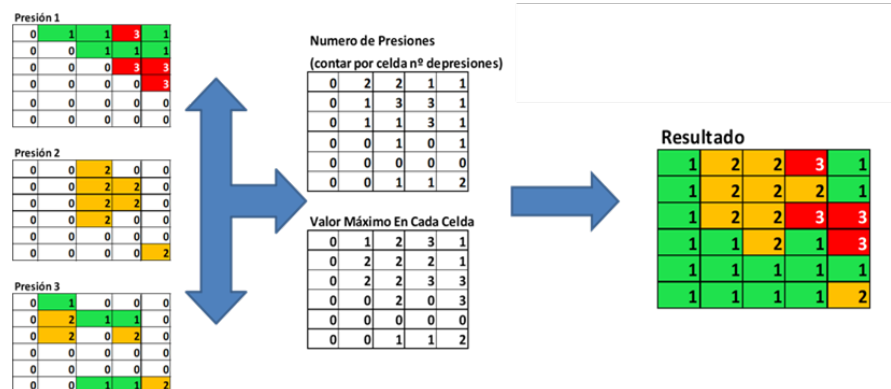 Presión 1
0 1 1 3 1
0 0 1 1 1
0 0 0 3 3
0 0 0 0 3
0 0 0 0 0
0 0 0 0 0
Presión 2
0 0 2 0 0
0 0 2 2 0
0 0 2 2 0
0 0 2 0 0
0 0 0 0 0
0 0 0 0 2
Presión 3
0 1 0 0 0
0 2 1 1 0
0 2 0 2 0
0 0 0 0 0
0 0 0 0 0
0 0 1 1 2
Numero de Presiones
(contar por celda nº depresiones)
0 2 2 1 1
0 1 3 3 1
0 1 1 3 1
0 0 1 0 1
0 0 0 0 0
0 0 1 1 2
Valor Máximo En Cada Celda
0 1 2 3 1
0 2 2 2 1
0 2 2 3 3
0 0 2 0 3
0 0 0 0 0
0 0 1 1 2
Resultado
1 2 2 3 1
1 2 2 2 1
1 2 2 3 3
1 1 2 1 3
1 1 1 1 1
1 1 1 1 2